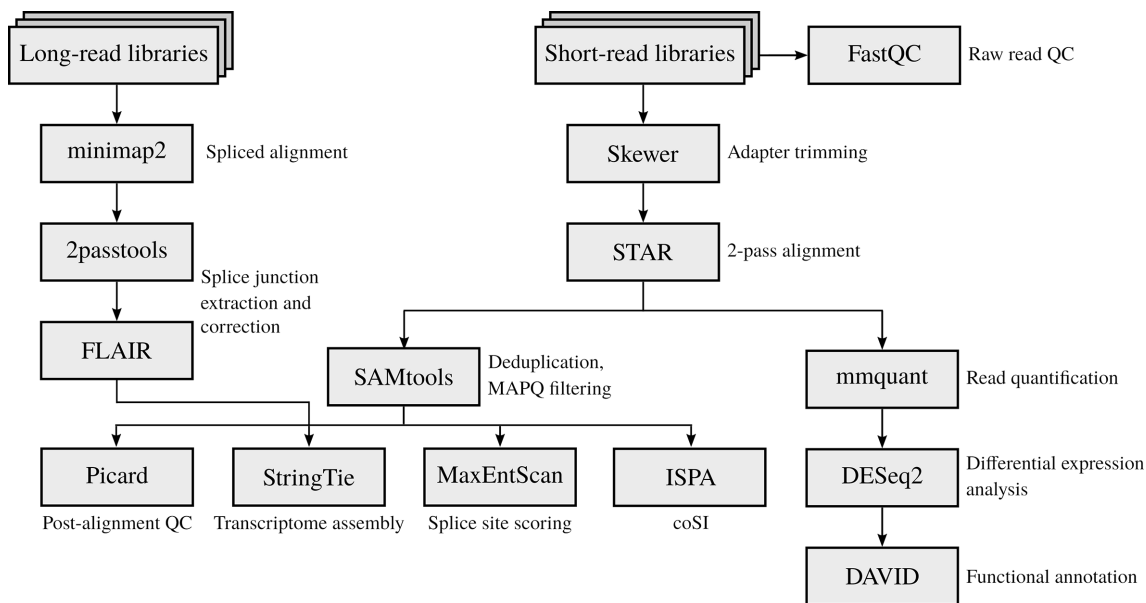 Long-read libraries
Short-read libraries
FastQC
Raw read QC
minimap2
Spliced alignment
Skewer
Adapter trimming
2passtools
STAR
2-pass alignment
Splice junction
extraction and
correction
FLAIR
SAMtools
Deduplication,
MAPQ filtering
mmquant
Read quantification
Picard
StringTie
MaxEntScan
ISPA
DESeq2
Differential expression
analysis
Post-alignment QC
Transcriptome assembly
Splice site scoring
coSI
DAVID
Functional annotation